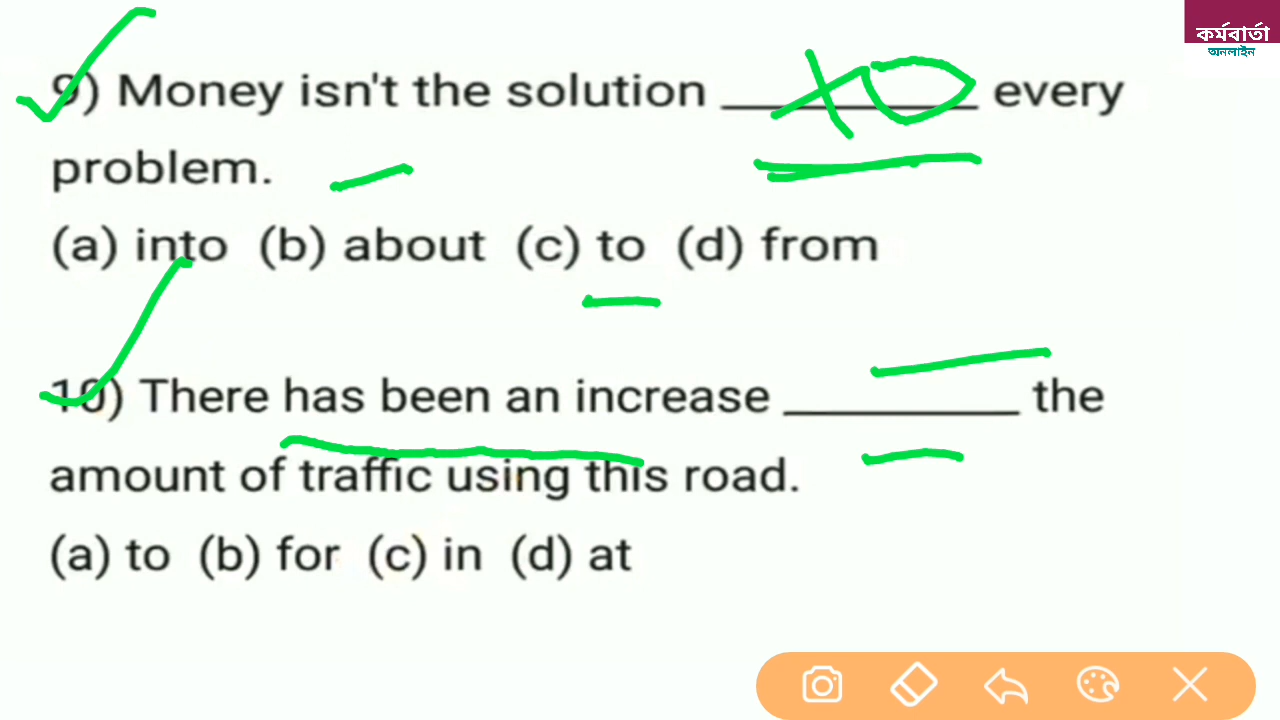 কর্মবার্তা
অনলাইন
9) Money isn't the solution __________ to every
problem.
(a) into (b) about (c) to (d) from
10) There has been an increase __________ the
amount of traffic using this road.
(a) to (b) for (c) in (d) at